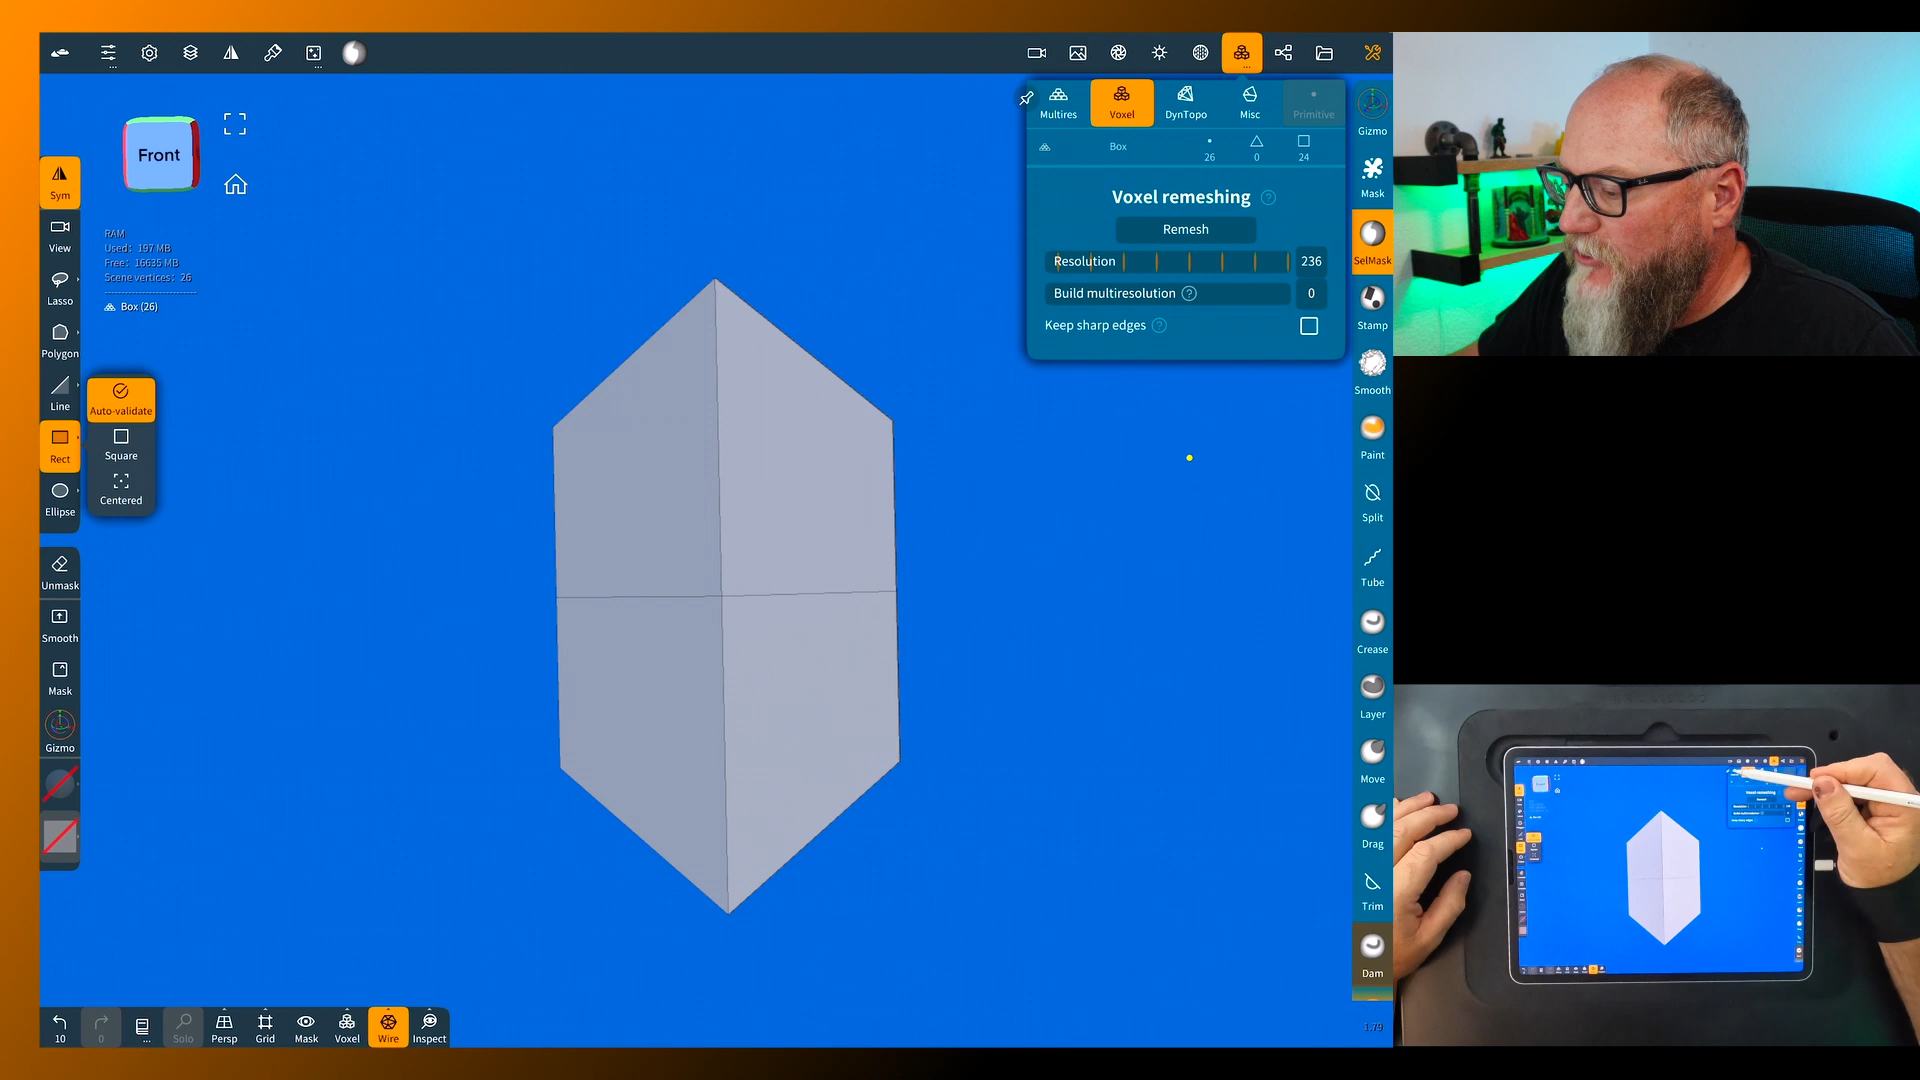 Front
RAM
Used: 197 MB
Free: 16635 MB
Scene vertices: 26
Box (26)
Sym
View
Lasso
Polygon
Line
Rect
Ellipse
Auto-validate
Square
Centered
Unmask
Smooth
Mask
Gizmo
Multires
Voxel
DynTopo
Misc
Primitive
Box
26
0
24
Voxel remeshing ?
Remesh
Resolution 236
Build multiresolution ? 0
Keep sharp edges ?
Gizmo
Mask
SelMask
Stamp
Smooth
Paint
Split
Tube
Crease
Layer
Move
Drag
Trim
Dam
10
0
Solo
Persp
Grid
Mask
Voxel
Wire
Inspect
1.79